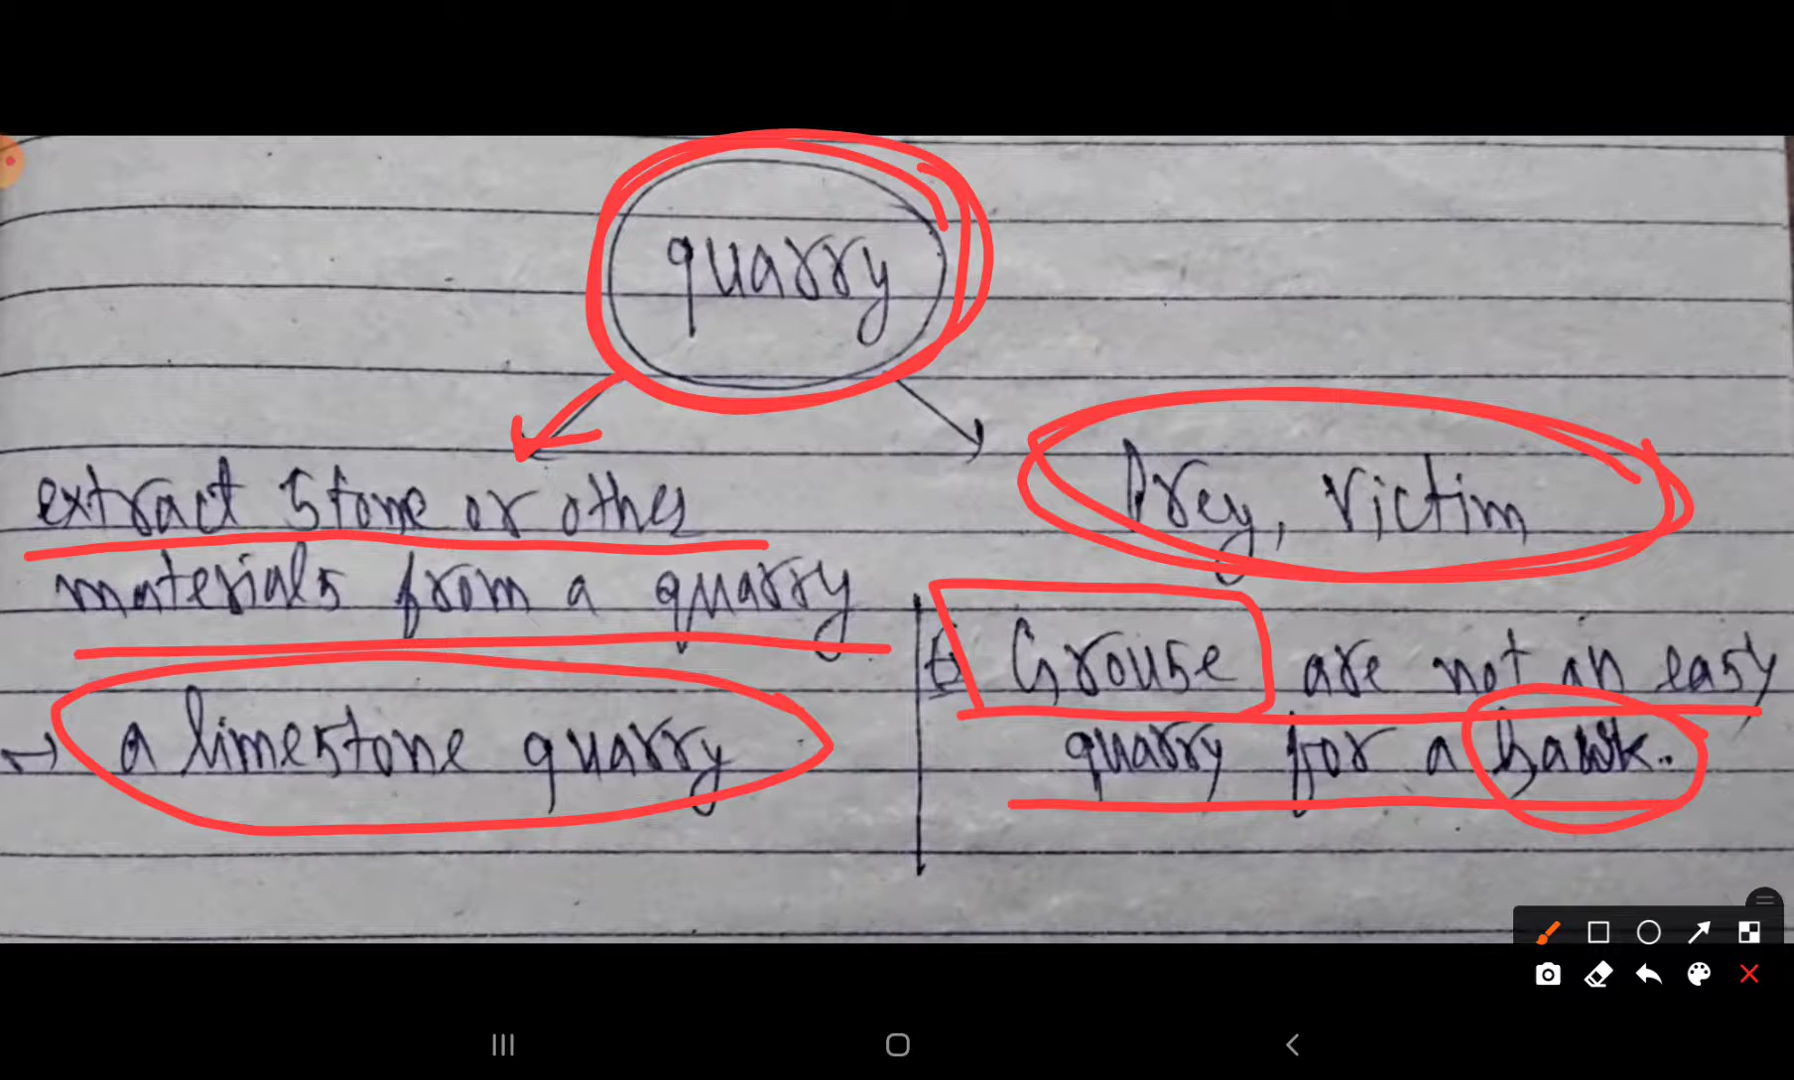 quarry
extract stone or other
materials from a quarry
a limestone quarry
Prey, victim
Grouse are not an easy
quarry for a hawk.